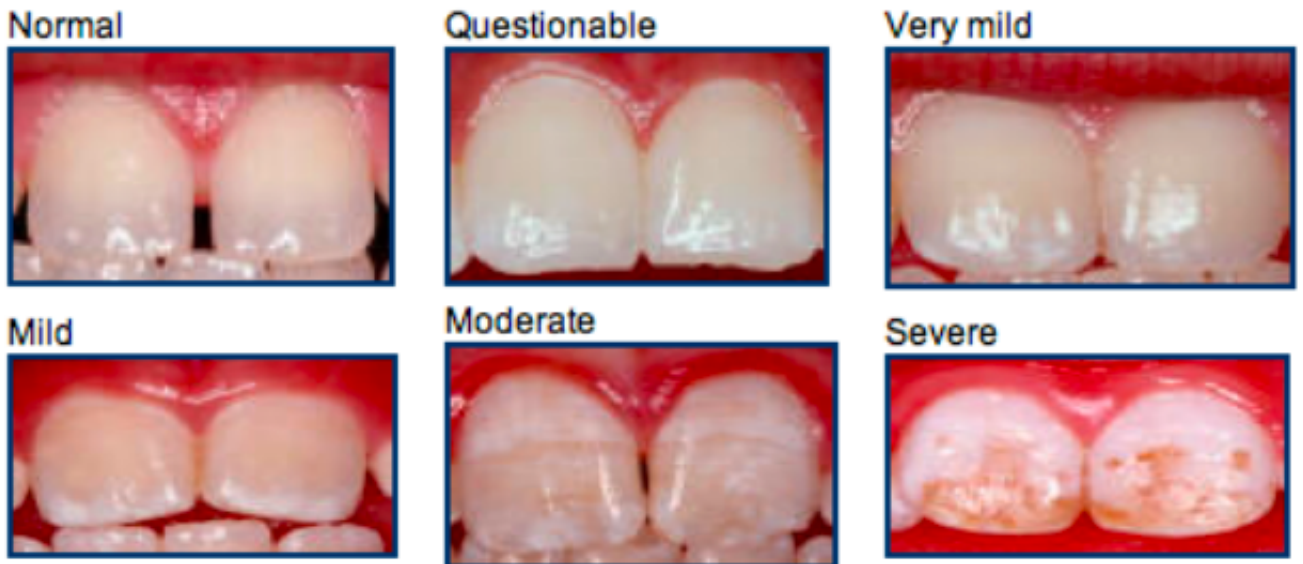 Normal
Questionable
Very mild
Mild
Moderate
Severe